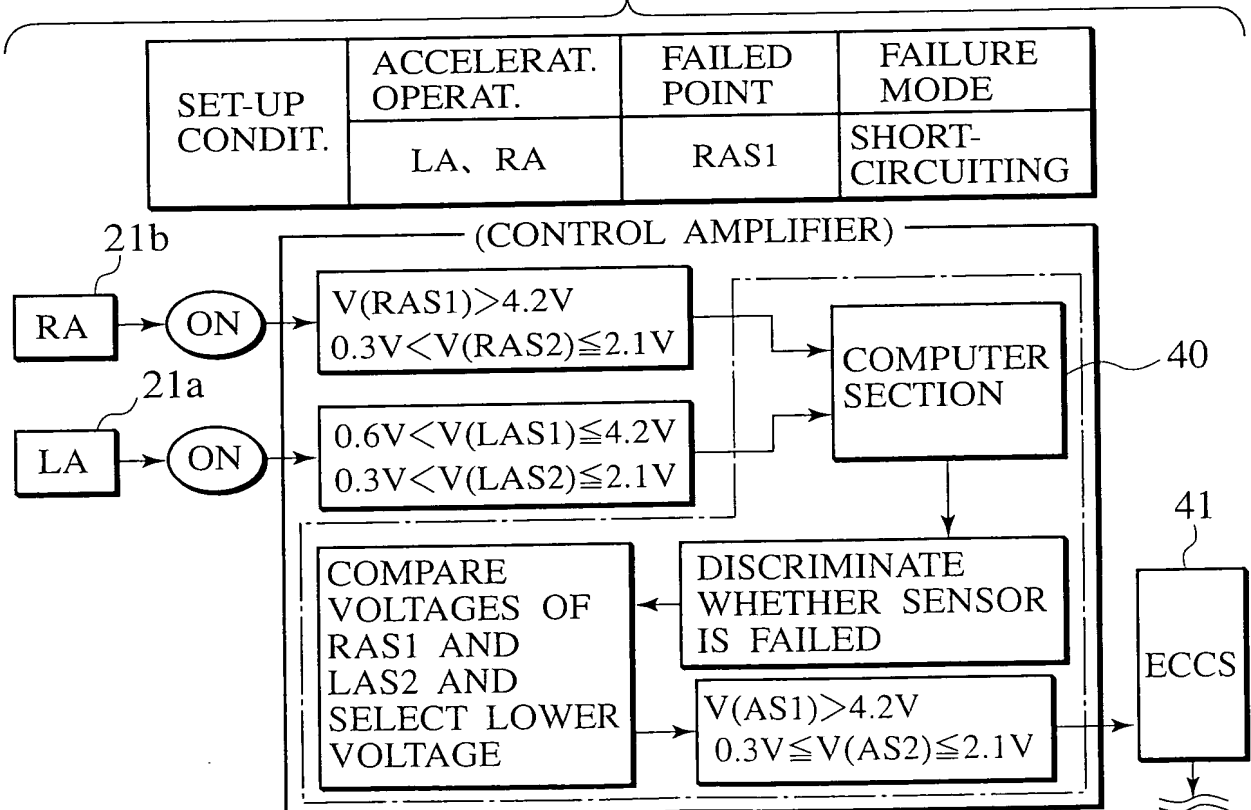 SET-UP
CONDIT.
ACCELERAT.
OPERAT.
FAILED
POINT
FAILURE
MODE
LA、RA
RAS1
SHORT-
CIRCUITING
(CONTROL AMPLIFIER)
21b
RA
ON
V(RAS1)>4.2V
0.3V<V(RAS2)≦2.1V
COMPUTER
SECTION
40
21a
LA
ON
0.6V<V(LAS1)≦4.2V
0.3V<V(LAS2)≦2.1V
COMPARE
VOLTAGES OF
RAS1 AND
LAS2 AND
SELECT LOWER
VOLTAGE
DISCRIMINATE
WHETHER SENSOR
IS FAILED
V(AS1)>4.2V
0.3V≦V(AS2)≦2.1V
41
ECCS